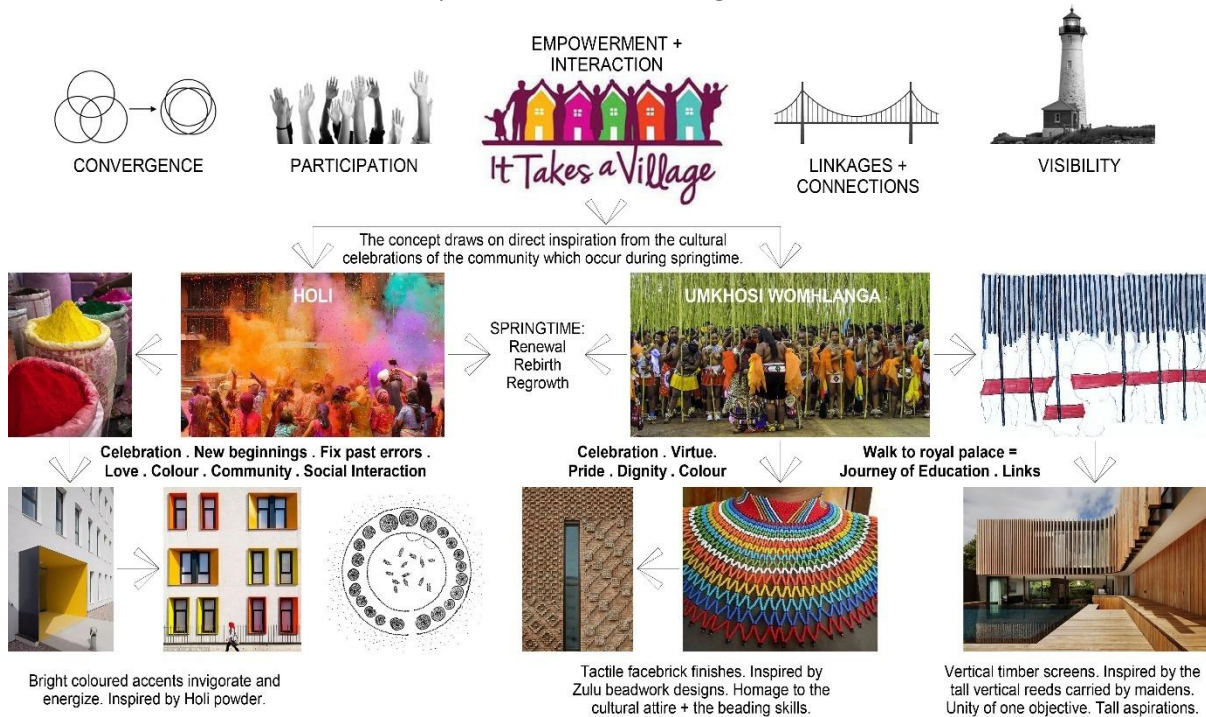 EMPOWERMENT +
INTERACTION
CONVERGENCE
PARTICIPATION
It Takes a Village
LINKAGES +
CONNECTIONS
VISIBILITY
The concept draws on direct inspiration from the cultural
celebrations of the community which occur during springtime.
HOLI
SPRINGTIME:
Renewal
Rebirth
Regrowth
UMKHOSI WOMHLANGA
Celebration . New beginnings . Fix past errors .
Love . Colour . Community . Social Interaction
Celebration . Virtue.
Pride . Dignity . Colour
Walk to royal palace =
Journey of Education . Links
Bright coloured accents invigorate and
energize. Inspired by Holi powder.
Tactile facebrick finishes. Inspired by
Zulu beadwork designs. Homage to the
cultural attire + the beading skills.
Vertical timber screens. Inspired by the
tall vertical reeds carried by maidens.
Unity of one objective. Tall aspirations.